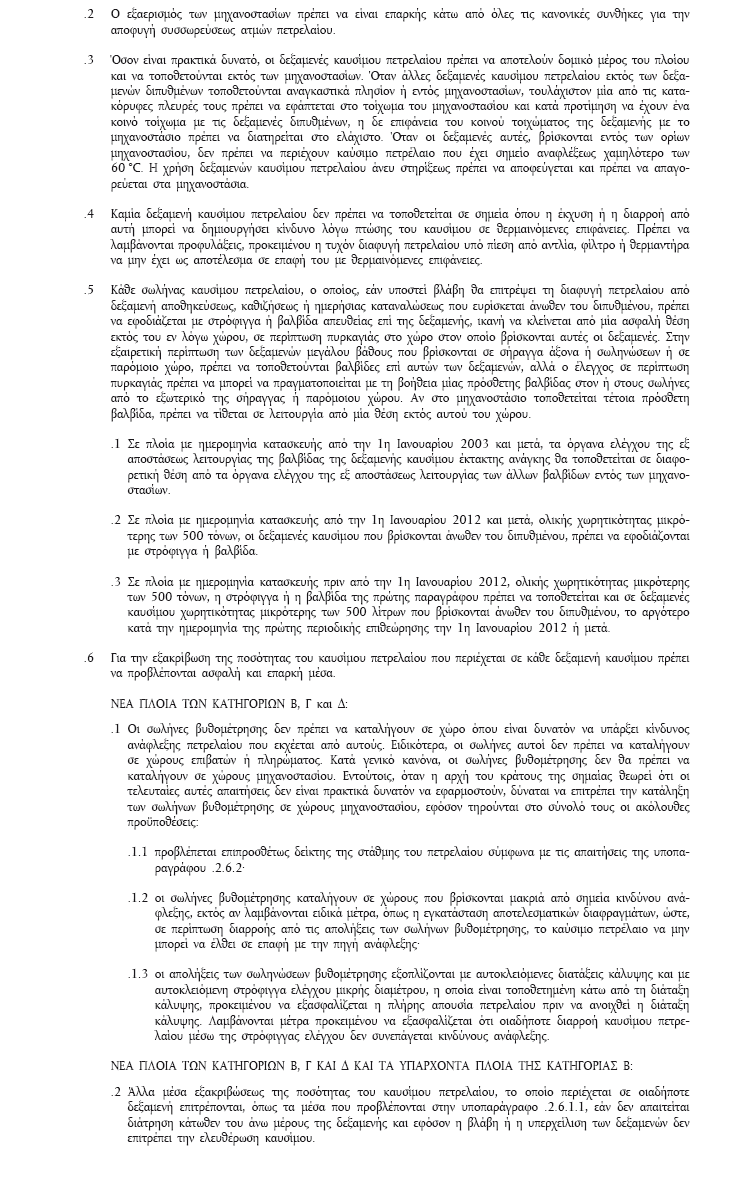 .2 Ο εξαερισμός των μηχανοστασίων πρέπει να είναι επαρκής κάτω από όλες τις κανονικές συνθήκες για την
αποφυγή συσσωρεύσεως ατμών πετρελαίου.
.3 Όσον είναι πρακτικά δυνατό, οι δεξαμενές καυσίμου πετρελαίου πρέπει να αποτελούν δομικό μέρος του πλοίου
και να τοποθετούνται εκτός των μηχανοστασίων. Όταν άλλες δεξαμενές καυσίμου πετρελαίου εκτός των δεξα-
μενών διπυθμένων τοποθετούνται αναγκαστικά πλησίον ή εντός μηχανοστασίων, τουλάχιστον μία από τις κατα-
κόρυφες πλευρές τους πρέπει να εφάπτεται στο τοίχωμα του μηχανοστασίου και κατά προτίμηση να έχουν ένα
κοινό τοίχωμα με τις δεξαμενές διπυθμένων, η δε επιφάνεια του κοινού τοιχώματος της δεξαμενής με το
μηχανοστάσιο πρέπει να διατηρείται στο ελάχιστο. Όταν οι δεξαμενές αυτές, βρίσκονται εντός των ορίων
μηχανοστασίου, δεν πρέπει να περιέχουν καύσιμο πετρέλαιο που έχει σημείο αναφλέξεως χαμηλότερο των
60 °C. Η χρήση δεξαμενών καυσίμου πετρελαίου άνευ στηρίξεως πρέπει να αποφεύγεται και πρέπει να απαγο-
ρεύεται στα μηχανοστάσια.
.4 Καμία δεξαμενή καυσίμου πετρελαίου δεν πρέπει να τοποθετείται σε σημεία όπου η έκχυση ή η διαρροή από
αυτή μπορεί να δημιουργήσει κίνδυνο λόγω πτώσης του καυσίμου σε θερμαινόμενες επιφάνειες. Πρέπει να
λαμβάνονται προφυλάξεις, προκειμένου η τυχόν διαφυγή πετρελαίου υπό πίεση από αντλία, φίλτρο ή θερμαντήρα
να μην έχει ως αποτέλεσμα σε επαφή του με θερμαινόμενες επιφάνειες.
.5 Κάθε σωλήνας καυσίμου πετρελαίου, ο οποίος, εάν υποστεί βλάβη θα επιτρέψει τη διαφυγή πετρελαίου από
δεξαμενή αποθηκεύσεως, καθιζήσεως ή ημερήσιας καταναλώσεως που ευρίσκεται άνωθεν του διπυθμένου, πρέπει
να εφοδιάζεται με στρόφιγγα ή βαλβίδα απευθείας επί της δεξαμενής, ικανή να κλείνεται από μία ασφαλή θέση
εκτός του εν λόγω χώρου, σε περίπτωση πυρκαγιάς στο χώρο στον οποίο βρίσκονται αυτές οι δεξαμενές. Στην
εξαιρετική περίπτωση των δεξαμενών μεγάλου βάθους που βρίσκονται σε σήραγγα άξονα ή σωληνώσεων ή σε
παρόμοιο χώρο, πρέπει να τοποθετούνται βαλβίδες επί αυτών των δεξαμενών, αλλά ο έλεγχος σε περίπτωση
πυρκαγιάς πρέπει να μπορεί να πραγματοποιείται με τη βοήθεια μίας πρόσθετης βαλβίδας στον ή στους σωλήνες
από το εξωτερικό της σήραγγας ή παρόμοιου χώρου. Αν στο μηχανοστάσιο τοποθετείται τέτοια πρόσθετη
βαλβίδα, πρέπει να τίθεται σε λειτουργία από μία θέση εκτός αυτού του χώρου.
.1 Σε πλοία με ημερομηνία κατασκευής από την 1η Ιανουαρίου 2003 και μετά, τα όργανα ελέγχου της εξ
αποστάσεως λειτουργίας της βαλβίδας της δεξαμενής καυσίμου έκτακτης ανάγκης θα τοποθετείται σε διαφο-
ρετική θέση από τα όργανα ελέγχου της εξ αποστάσεως λειτουργίας των άλλων βαλβίδων εντός των μηχανο-
στασίων.
.2 Σε πλοία με ημερομηνία κατασκευής από την 1η Ιανουαρίου 2012 και μετά, ολικής χωρητικότητας μικρό-
τερης των 500 τόνων, οι δεξαμενές καυσίμου που βρίσκονται άνωθεν του διπυθμένου, πρέπει να εφοδιάζονται
με στρόφιγγα ή βαλβίδα.
.3 Σε πλοία με ημερομηνία κατασκευής πριν από την 1η Ιανουαρίου 2012, ολικής χωρητικότητας μικρότερης
των 500 τόνων, η στρόφιγγα ή η βαλβίδα της πρώτης παραγράφου πρέπει να τοποθετείται και σε δεξαμενές
καυσίμου χωρητικότητας μικρότερης των 500 λίτρων που βρίσκονται άνωθεν του διπυθμένου, το αργότερο
κατά την ημερομηνία της πρώτης περιοδικής επιθεώρησης την 1η Ιανουαρίου 2012 ή μετά.
.6 Για την εξακρίβωση της ποσότητας του καυσίμου πετρελαίου που περιέχεται σε κάθε δεξαμενή καυσίμου πρέπει
να προβλέπονται ασφαλή και επαρκή μέσα.
ΝΕΑ ΠΛΟΙΑ ΤΩΝ ΚΑΤΗΓΟΡΙΩΝ Β, Γ και Δ:
.1 Οι σωλήνες βυθομέτρησης δεν πρέπει να καταλήγουν σε χώρο όπου είναι δυνατόν να υπάρξει κίνδυνος
ανάφλεξης πετρελαίου που εκχέεται από αυτούς. Ειδικότερα, οι σωλήνες αυτοί δεν πρέπει να καταλήγουν
σε χώρους επιβατών ή πληρώματος. Κατά γενικό κανόνα, οι σωλήνες βυθομέτρησης δεν θα πρέπει να
καταλήγουν σε χώρους μηχανοστασίου. Εντούτοις, όταν η αρχή του κράτους της σημαίας θεωρεί ότι οι
τελευταίες αυτές απαιτήσεις δεν είναι πρακτικά δυνατόν να εφαρμοστούν, δύναται να επιτρέπει την κατάληξη
των σωλήνων βυθομέτρησης σε χώρους μηχανοστασίου, εφόσον τηρούνται στο σύνολό τους οι ακόλουθες
προϋποθέσεις:
.1.1 προβλέπεται επιπροσθέτως δείκτης της στάθμης του πετρελαίου σύμφωνα με τις απαιτήσεις της υποπα-
ραγράφου .2.6.2·
.1.2 οι σωλήνες βυθομέτρησης καταλήγουν σε χώρους που βρίσκονται μακριά από σημεία κινδύνου ανά-
φλεξης, εκτός αν λαμβάνονται ειδικά μέτρα, όπως η εγκατάσταση αποτελεσματικών διαφραγμάτων, ώστε,
σε περίπτωση διαρροής από τις απολήξεις των σωλήνων βυθομέτρησης, το καύσιμο πετρέλαιο να μην
μπορεί να έλθει σε επαφή με την πηγή ανάφλεξης·
.1.3 οι απολήξεις των σωληνώσεων βυθομέτρησης εξοπλίζονται με αυτοκλειόμενες διατάξεις κάλυψης και με
αυτοκλειόμενη στρόφιγγα ελέγχου μικρής διαμέτρου, η οποία είναι τοποθετημένη κάτω από τη διάταξη
κάλυψης, προκειμένου να εξασφαλίζεται η πλήρης απουσία πετρελαίου πριν να ανοιχθεί η διάταξη
κάλυψης. Λαμβάνονται μέτρα προκειμένου να εξασφαλίζεται ότι οιαδήποτε διαρροή καυσίμου πετρε-
λαίου μέσω της στρόφιγγας ελέγχου δεν συνεπάγεται κινδύνους ανάφλεξης.
ΝΕΑ ΠΛΟΙΑ ΤΩΝ ΚΑΤΗΓΟΡΙΩΝ Β, Γ ΚΑΙ Δ ΚΑΙ ΤΑ ΥΠΑΡΧΟΝΤΑ ΠΛΟΙΑ ΤΗΣ ΚΑΤΗΓΟΡΙΑΣ Β:
.2 Άλλα μέσα εξακριβώσεως της ποσότητας του καυσίμου πετρελαίου, το οποίο περιέχεται σε οιαδήποτε
δεξαμενή επιτρέπονται, όπως τα μέσα που προβλέπονται στην υποπαράγραφο .2.6.1.1, εάν δεν απαιτείται
διάτρηση κάτωθεν του άνω μέρους της δεξαμενής και εφόσον η βλάβη ή η υπερχείλιση των δεξαμενών δεν
επιτρέπει την ελευθέρωση καυσίμου.